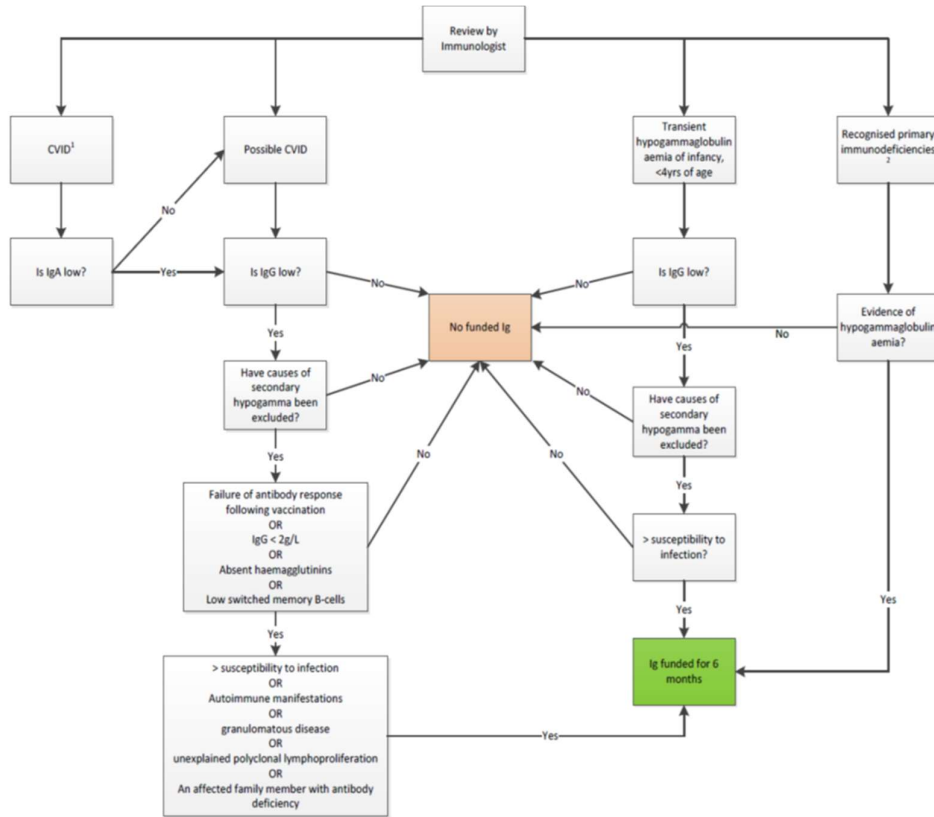 Review by
Immunologist
CVID1
Possible CVID
Transient
hypogammaglobulin
aemia of infancy,
<4yrs of age
Recognised primary
immunodeficiencies
2
No
Is IgA low?
Yes
Is IgG low?
No
No
Is IgG low?
No funded Ig
Evidence of
hypogammaglobulin
aemia?
No
Yes
Yes
Have causes of
secondary
hypogamma been
excluded?
No
No
Have causes of
secondary
hypogamma been
excluded?
Yes
No
No
Yes
Failure of antibody response
following vaccination
OR
IgG < 2g/L
OR
Absent haemagglutinins
OR
Low switched memory B-cells
> susceptibility to
infection?
Yes
Yes
Yes
> susceptibility to infection
OR
Autoimmune manifestations
OR
granulomatous disease
OR
unexplained polyclonal lymphoproliferation
OR
An affected family member with antibody
deficiency
Ig funded for 6
months
Yes